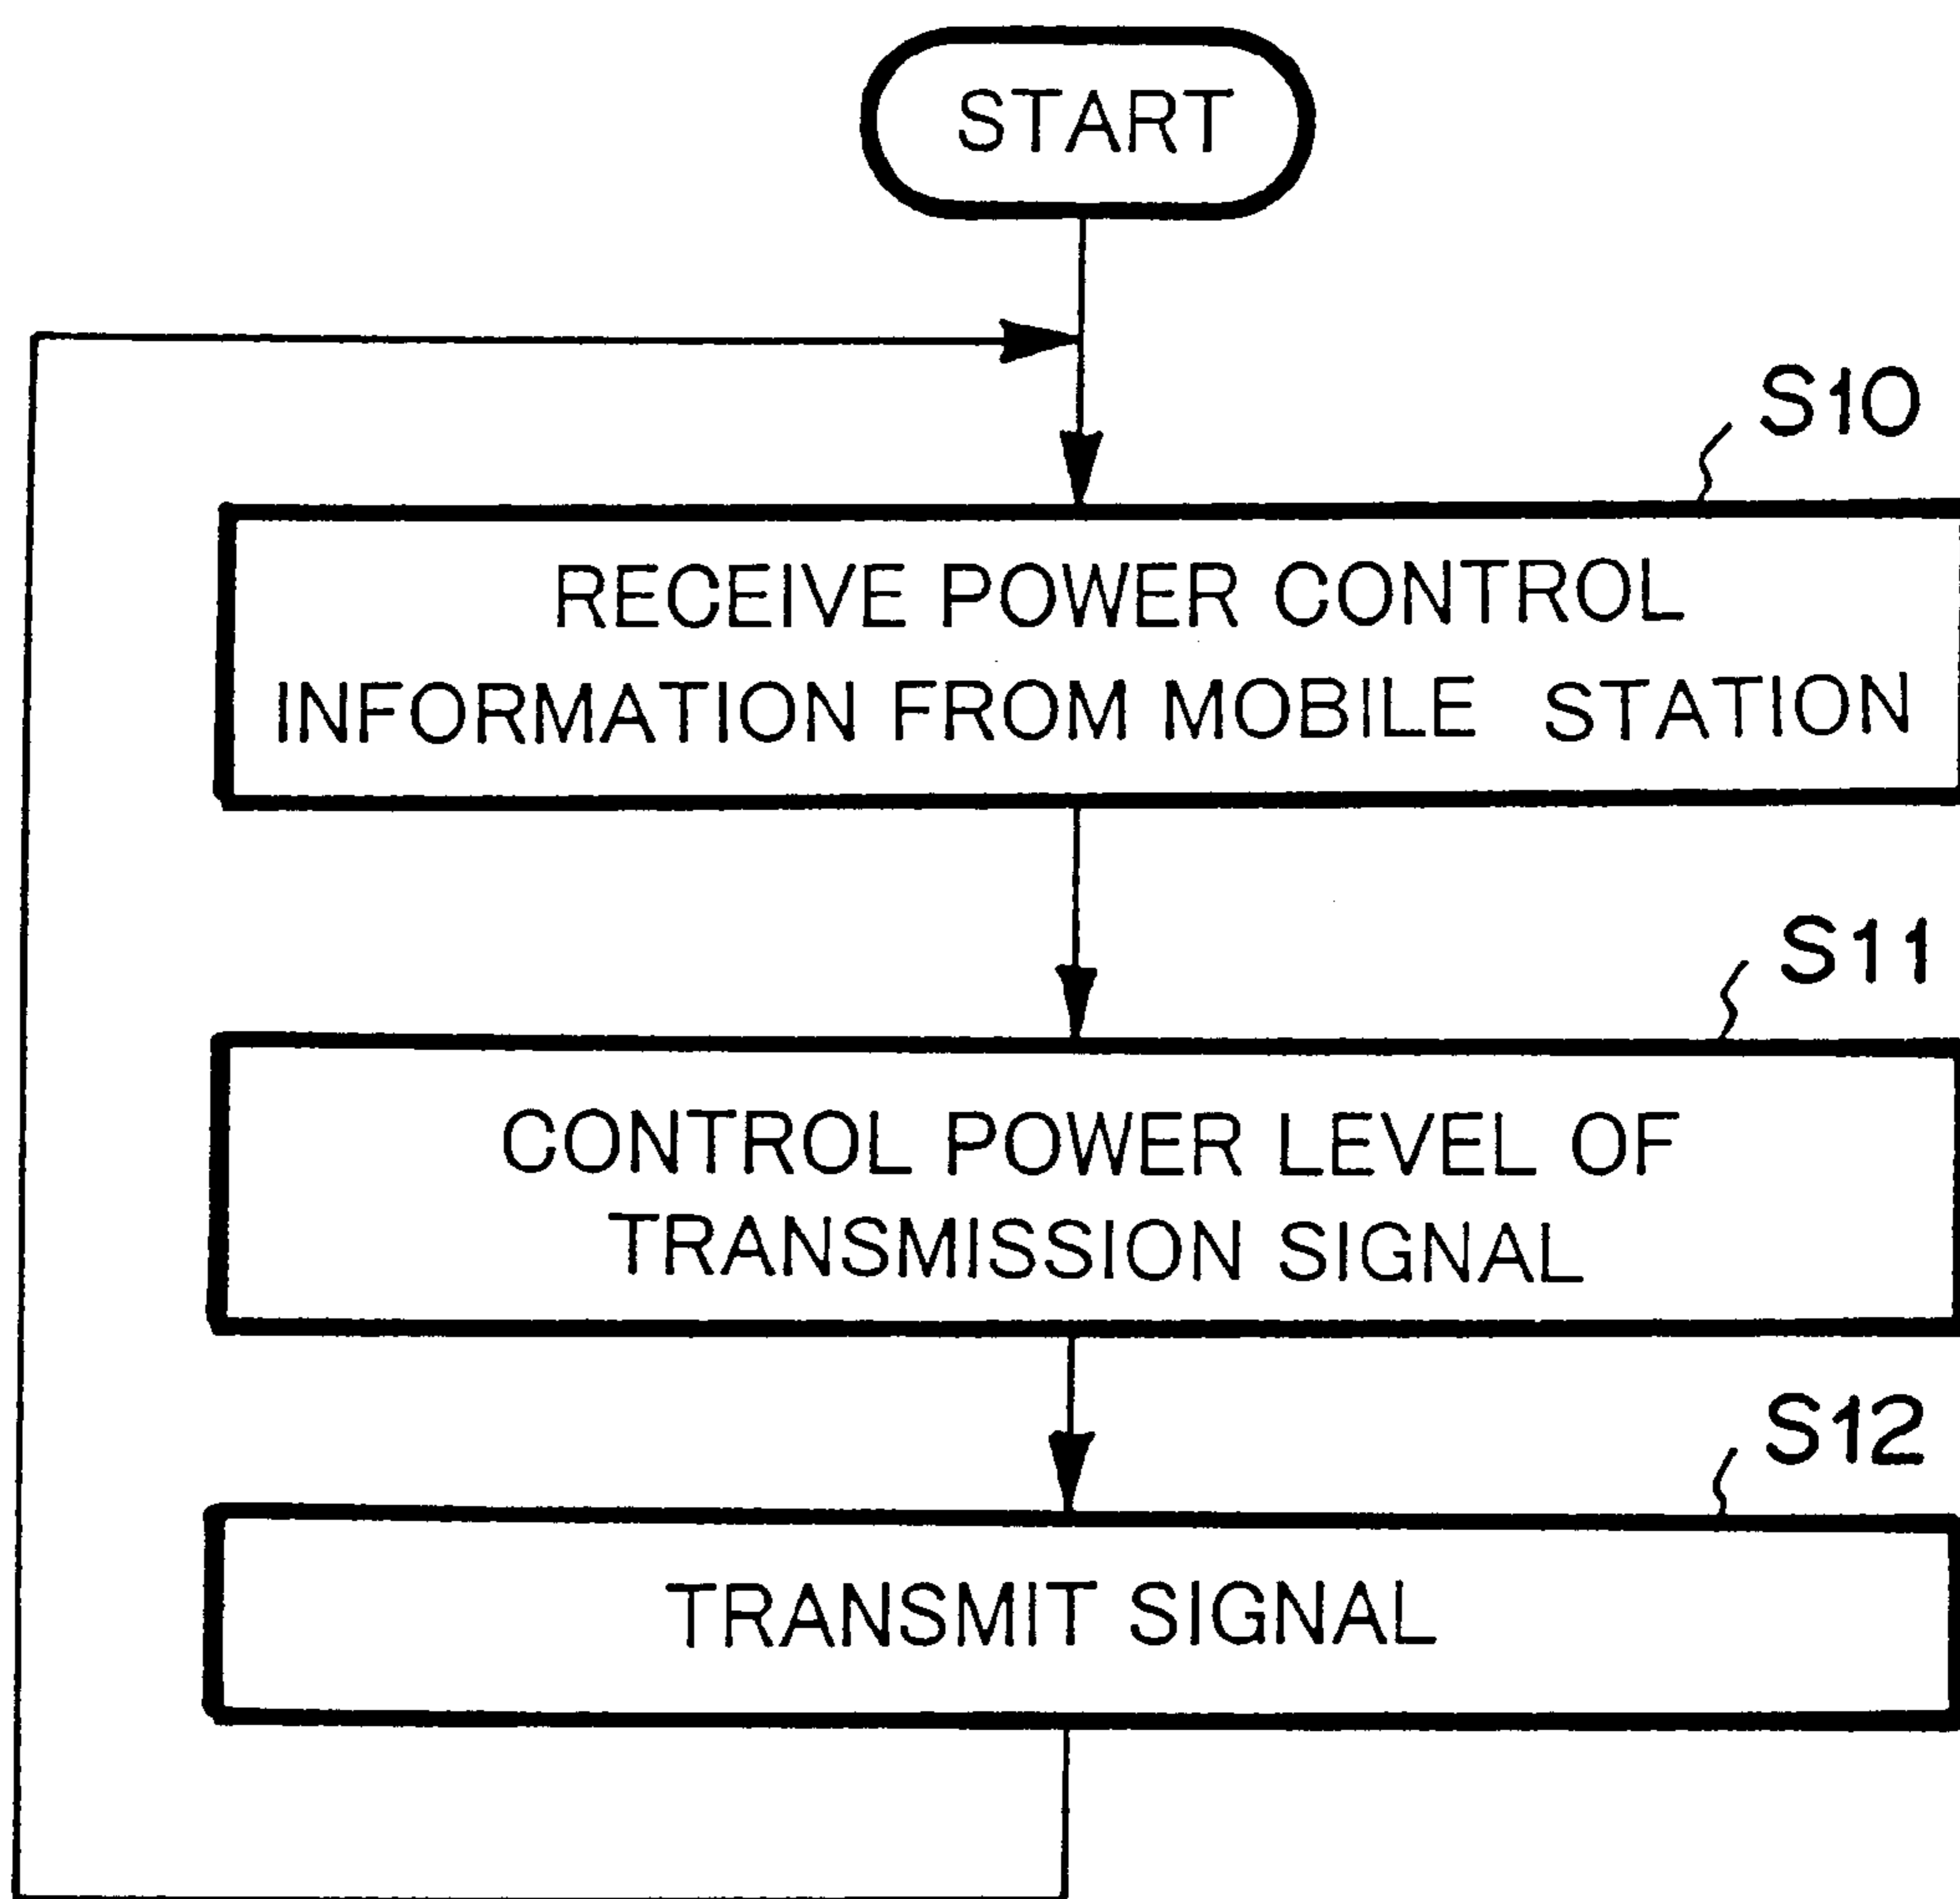 START
S10
RECEIVE POWER CONTROL
INFORMATION FROM MOBILE STATION
S11
CONTROL POWER LEVEL OF
TRANSMISSION SIGNAL
S12
TRANSMIT SIGNAL